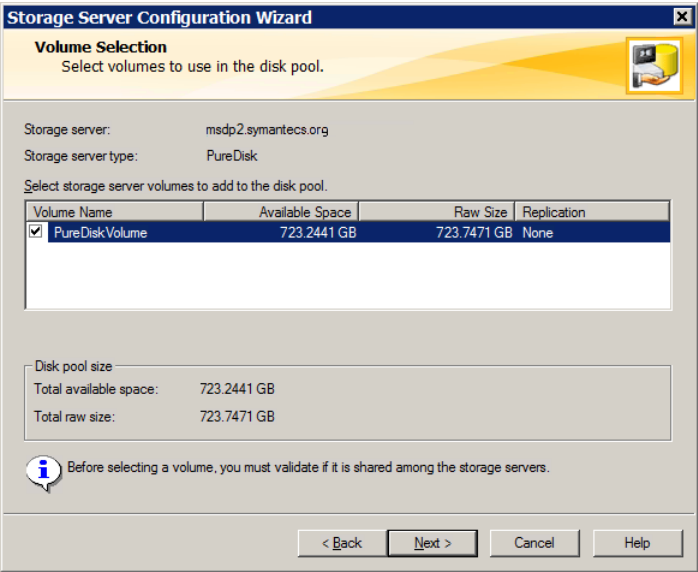 Storage Server Configuration Wizard
Volume Selection
Select volumes to use in the disk pool.
Storage server: msdp2.symantecs.org
Storage server type: PureDisk
Select storage server volumes to add to the disk pool.
Volume Name Available Space Raw Size Replication
PureDiskVolume 723.2441 GB 723.7471 GB None
Disk pool size
Total available space: 723.2441 GB
Total raw size: 723.7471 GB
Before selecting a volume, you must validate if it is shared among the storage servers.
< Back Next > Cancel Help